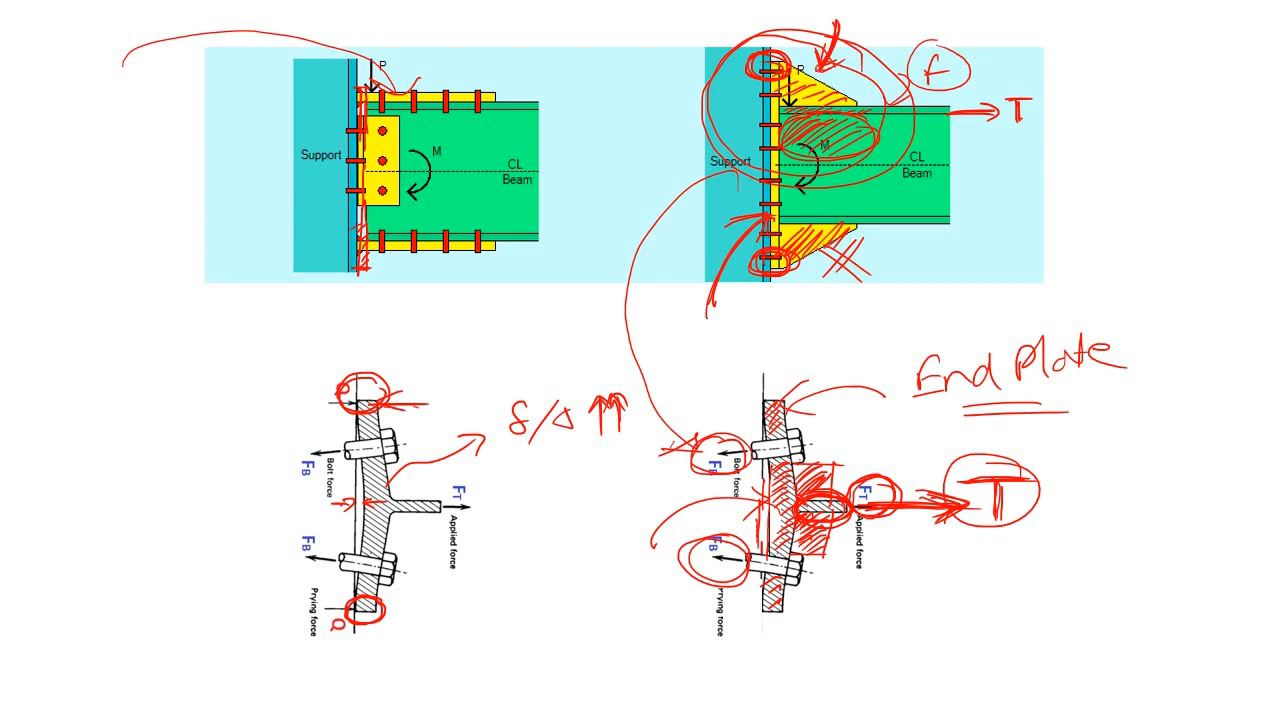 P
Support
M
CL
Beam
P
F
T
Support
M
CL
Beam
End Plate
δ/Δ ↑↑
FB
Bolt force
FT
Applied force
FB
Prying force
Q
FB
Bolt force
FT
Applied force
T
FB
Prying force